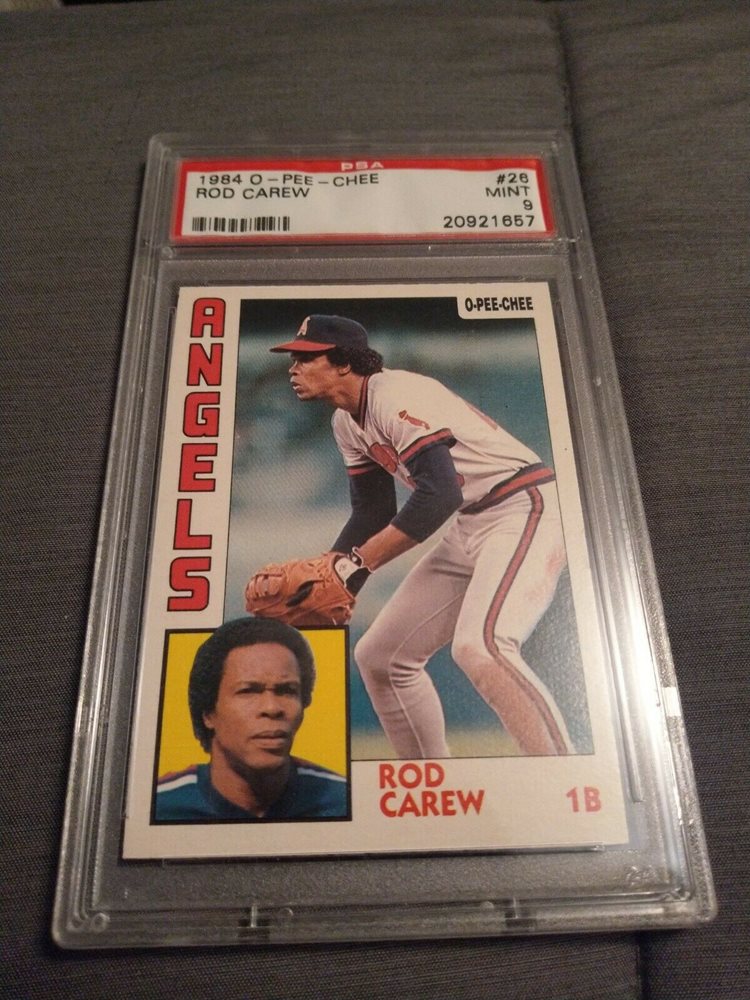 PSA
1984 O-PEE-CHEE #26
ROD CAREW MINT
9
20921657
O-PEE-CHEE
A
ANGELS
ROD
CAREW 1B